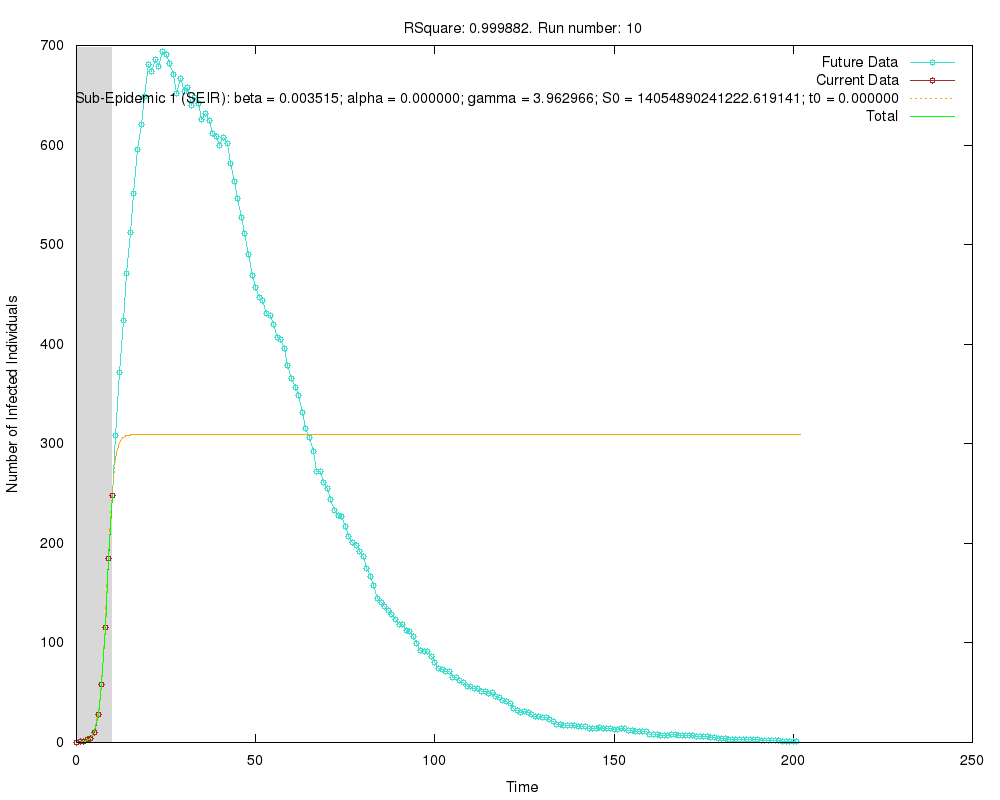 RSquare: 0.999882. Run number: 10
700
600
500
400
300
200
100
0
Number of Infected Individuals
Future Data
Current Data
Sub-Epidemic 1 (SEIR): beta = 0.003515; alpha = 0.000000; gamma = 3.962966; S0 = 14054890241222.619141; t0 = 0.000000
Total
0 50 100 150 200 250
Time